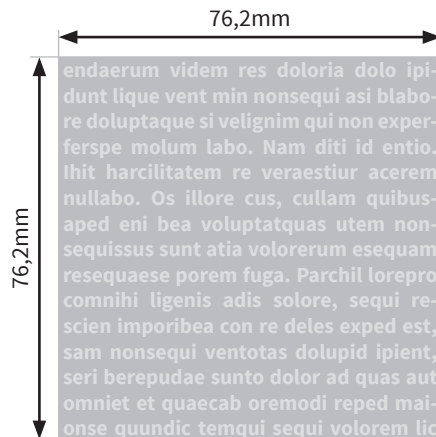 76,2mm
76,2mm
endaerum videm res doloria dolo ipi-
dunt lique vent min nonsequi asi blabo-
re doluptaque si velignim qui non exper-
ferspe molum labo. Nam diti id entio.
Ihit harcilitatem re veraestiur acerem
nullabo. Os illore cus, cullam quibus-
aped eni bea voluptatquas utem non-
sequissus sunt atia volorerum esequam
resequaese porem fuga. Parchil lorepro
comnihi ligenis adis solore, sequi re-
scien imporibea con re deles exped est,
sam nonsequi ventotas dolupid ipient,
seri berepudae sunto dolor ad quas aut
omniet et quaecab oremodi reped mai-
onse quundic temqui sequi volorem lic